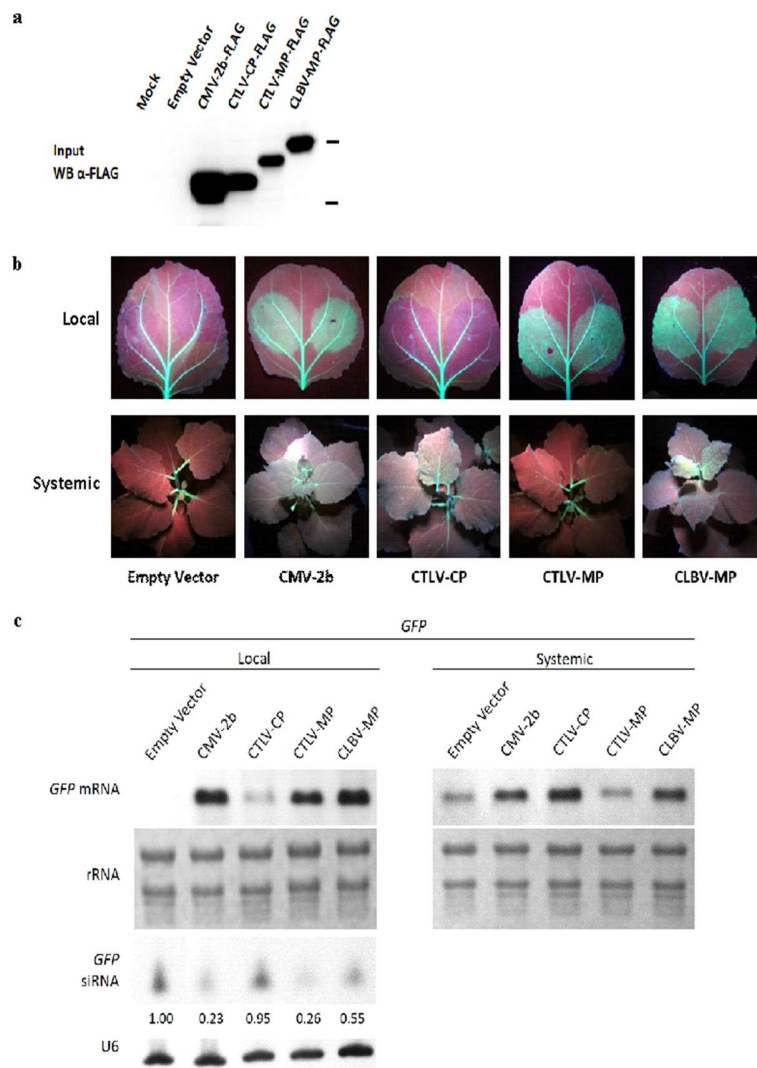 a
Mock
Empty Vector
CMV-2b-FLAG
CTLV-CP-FLAG
CTLV-MP-FLAG
CLBV-MP-FLAG
Input
WB α-FLAG
b
Local
Systemic
Empty Vector
CMV-2b
CTLV-CP
CTLV-MP
CLBV-MP
c
GFP
Local
Systemic
Empty Vector
CMV-2b
CTLV-CP
CTLV-MP
CLBV-MP
Empty Vector
CMV-2b
CTLV-CP
CTLV-MP
CLBV-MP
GFP mRNA
rRNA
GFP
siRNA
1.00 0.23 0.95 0.26 0.55
U6